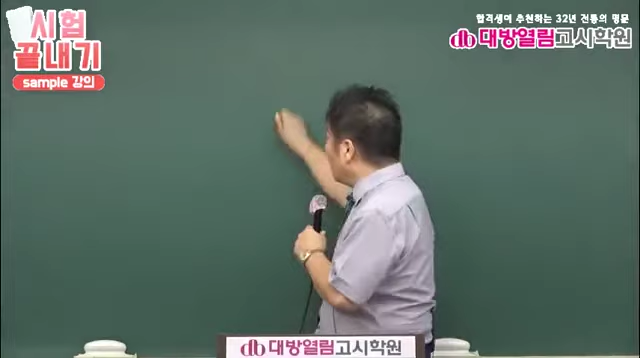 시험
끝내기
sample 강의
합격생이 추천하는 32년 전통의 명문
db 대방열림고시학원
db 대방열림고시학원